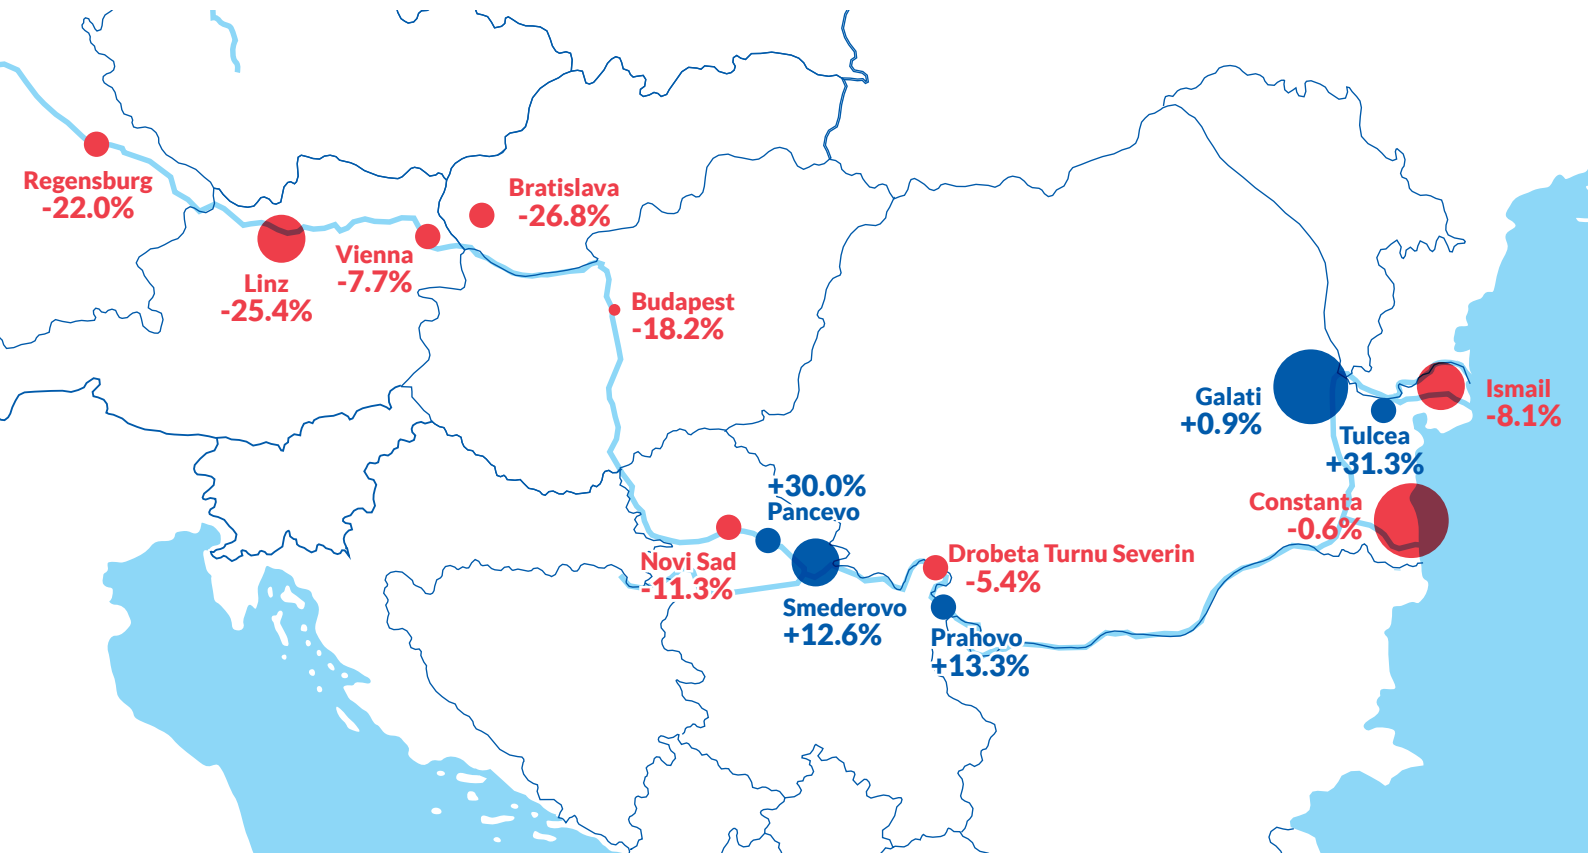 Regensburg
-22.0%
Linz
-25.4%
Vienna
-7.7%
Bratislava
-26.8%
Budapest
-18.2%
Novi Sad
-11.3%
+30.0%
Pancevo
Smederovo
+12.6%
Drobeta Turnu Severin
-5.4%
Prahovo
+13.3%
Galati
+0.9%
Tulcea
+31.3%
Ismail
-8.1%
Constanta
-0.6%